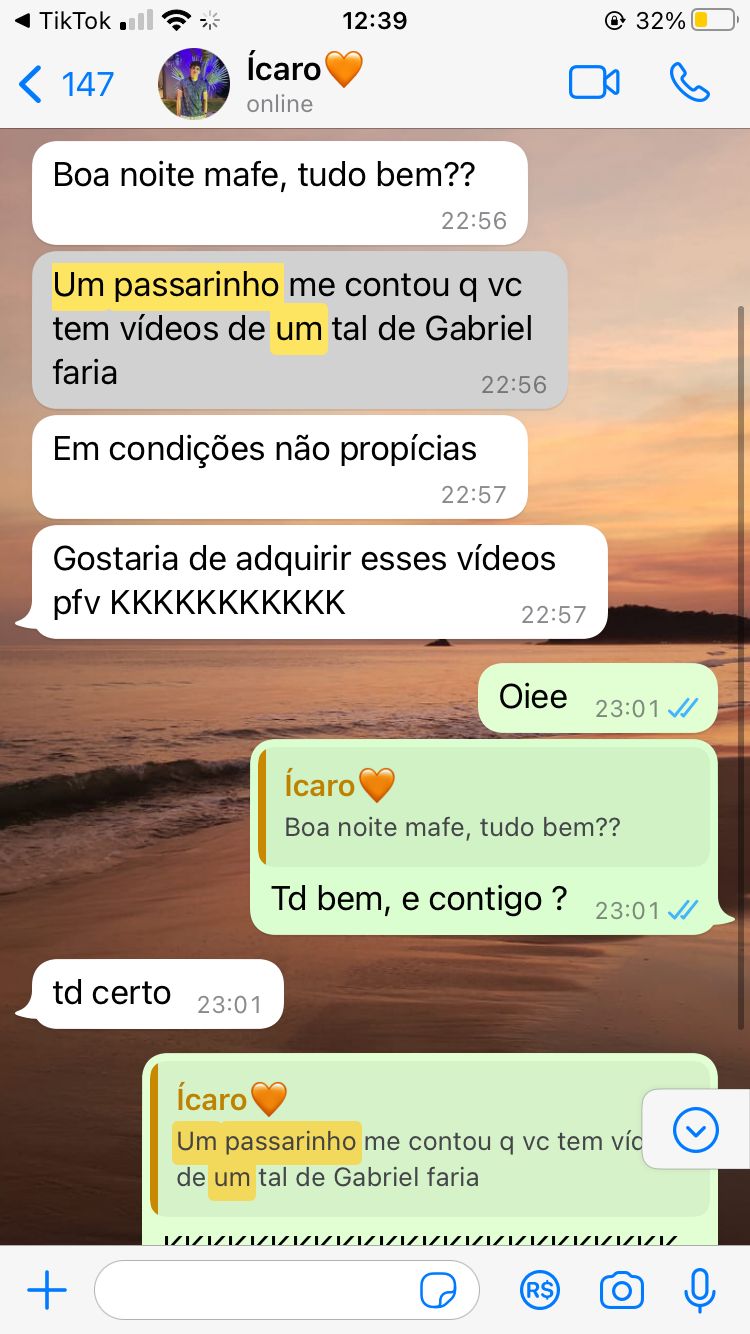 TikTok 12:39 32%
147 Ícaro🧡
online
Boa noite mafe, tudo bem??
22:56
Um passarinho me contou q vc
tem vídeos de um tal de Gabriel
faria 22:56
Em condições não propícias
22:57
Gostaria de adquirir esses vídeos
pfv KKKKKKKKKKK 22:57
Oiee 23:01
Ícaro🧡
Boa noite mafe, tudo bem??
Td bem, e contigo ? 23:01
td certo 23:01
Ícaro🧡
Um passarinho me contou q vc tem
de um tal de Gabriel faria
R$